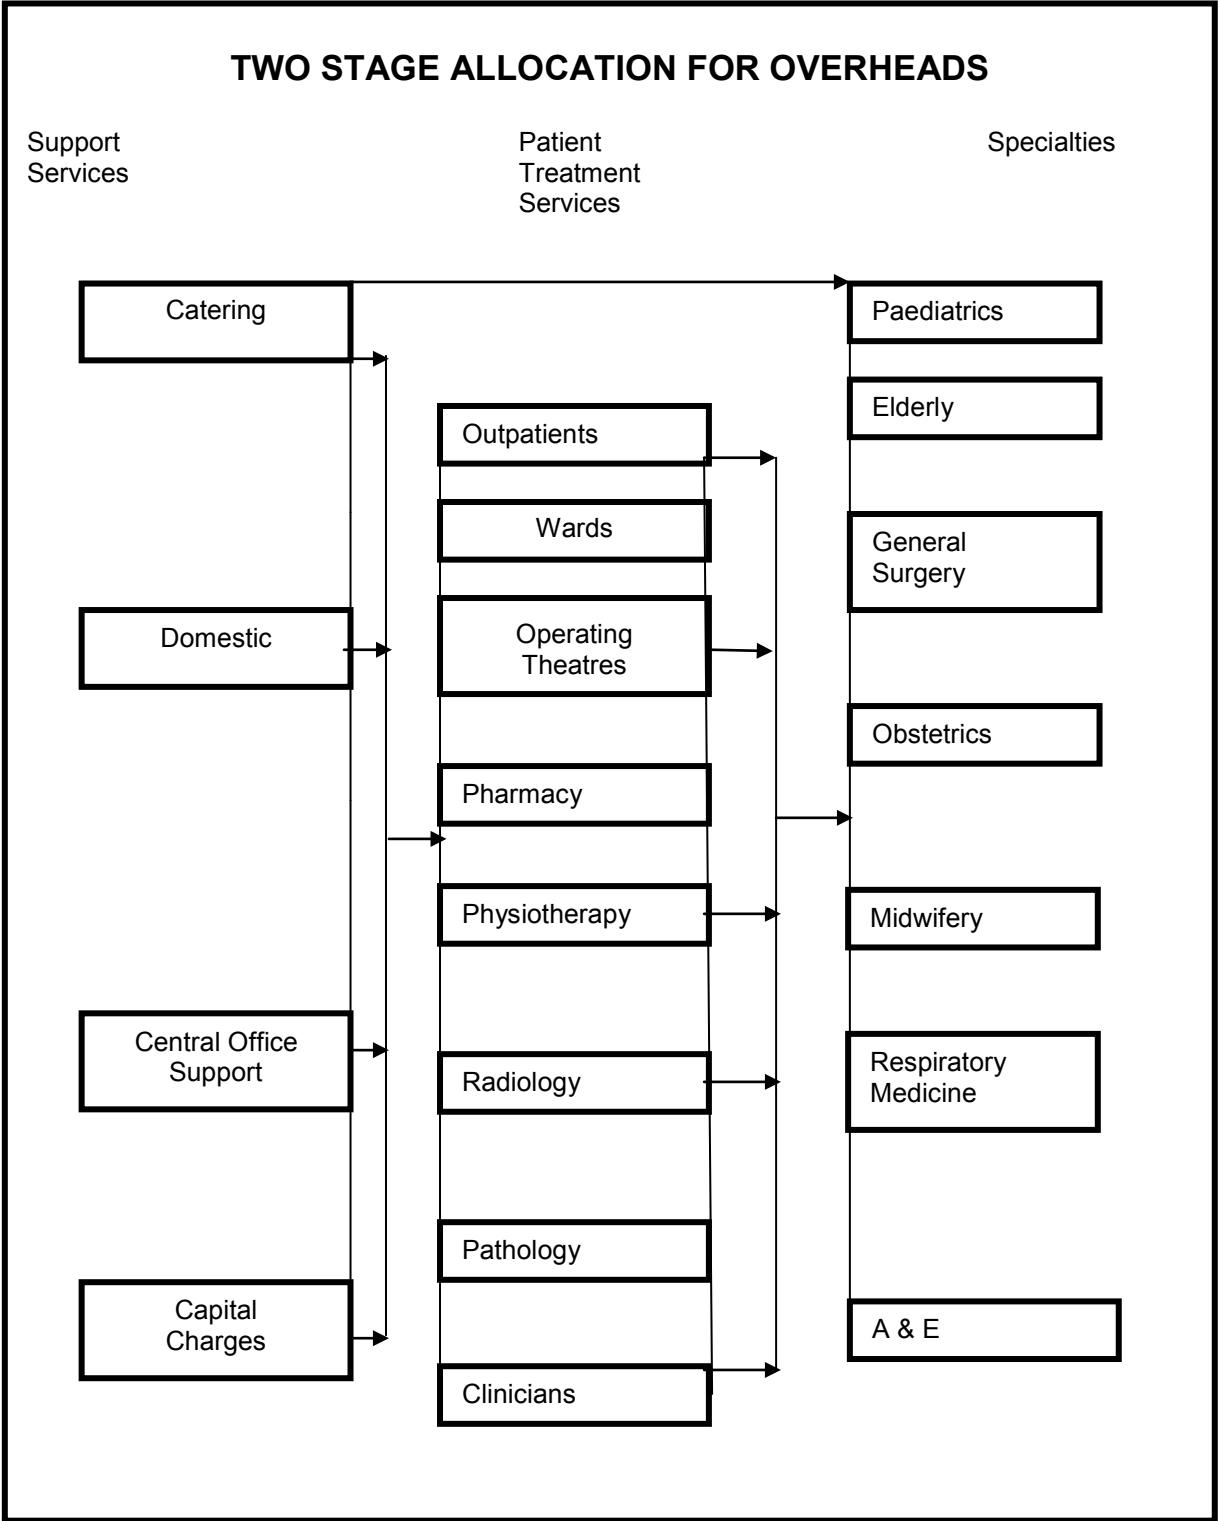 TWO STAGE ALLOCATION FOR OVERHEADS
Support
Services
Patient
Treatment
Services
Specialties
Catering
Domestic
Central Office
Support
Capital
Charges
Outpatients
Wards
Operating
Theatres
Pharmacy
Physiotherapy
Radiology
Pathology
Clinicians
Paediatrics
Elderly
General
Surgery
Obstetrics
Midwifery
Respiratory
Medicine
A & E